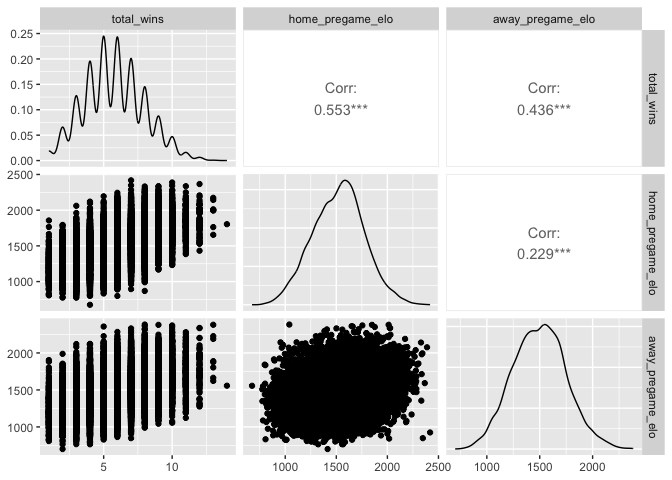 total_wins
home_pregame_elo
away_pregame_elo
0.25
0.20
0.15
0.10
0.05
0.00
Corr:
0.553***
Corr:
0.436***
total_wins
2500
2000
1500
1000
Corr:
0.229***
home_pregame_elo
2000
1500
1000
away_pregame_elo
5
10
1000
1500
2000
2500
1000
1500
2000